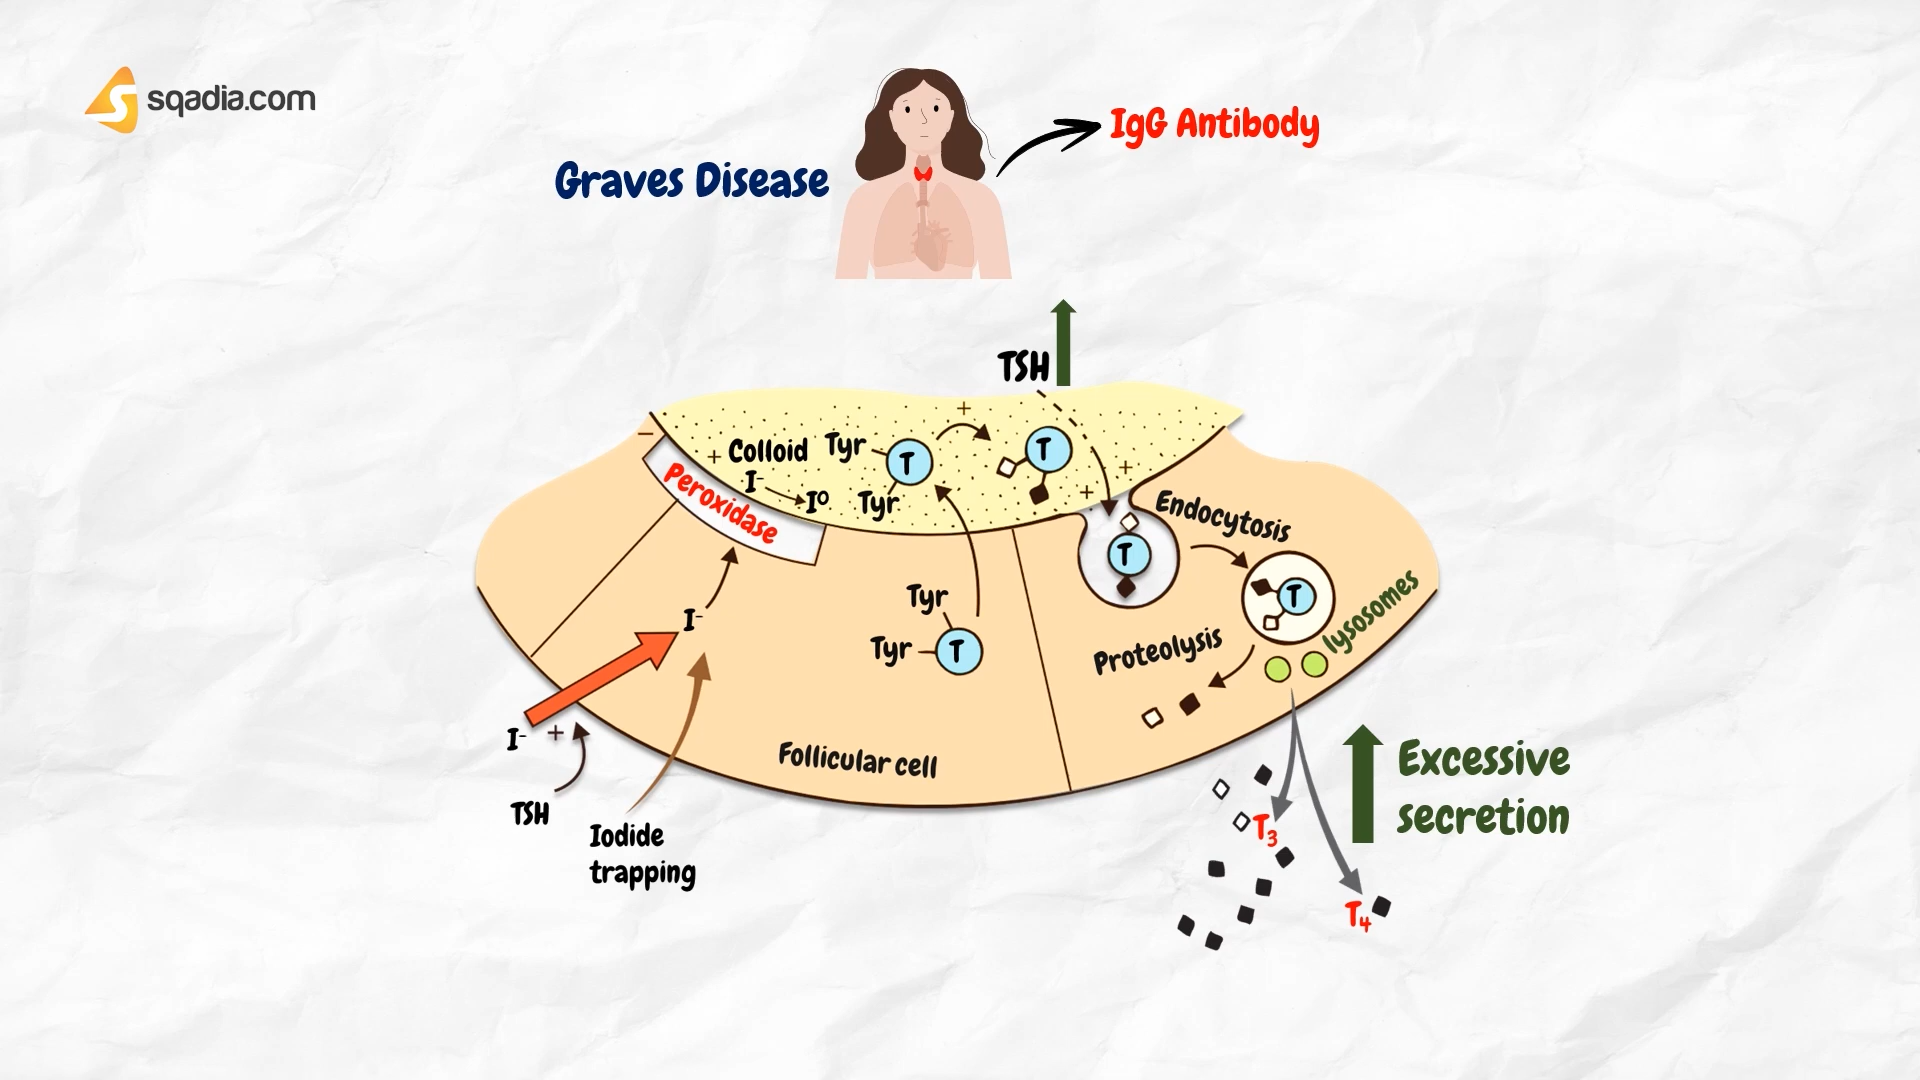 sqadia.com
IgG Antibody
Graves Disease
TSH
Colloid
Tyr
T
T
I⁻
I⁰
Tyr
Peroxidase
Endocytosis
T
T
lysosomes
I⁻
Tyr
Tyr
T
Proteolysis
I⁻
TSH
Follicular cell
Iodide
trapping
Excessive
secretion
T₃
T₄